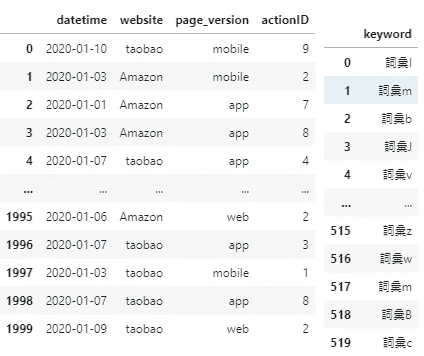 datetime website page_version actionID
0 2020-01-10 taobao mobile 9
1 2020-01-03 Amazon mobile 2
2 2020-01-01 Amazon app 7
3 2020-01-03 Amazon app 8
4 2020-01-07 taobao app 4
... ... ... ... ...
1995 2020-01-06 Amazon web 2
1996 2020-01-07 taobao app 3
1997 2020-01-03 taobao mobile 1
1998 2020-01-07 taobao app 8
1999 2020-01-09 taobao web 2
keyword
0 詞彙l
1 詞彙m
2 詞彙b
3 詞彙J
4 詞彙v
... ...
515 詞彙z
516 詞彙w
517 詞彙m
518 詞彙B
519 詞彙c